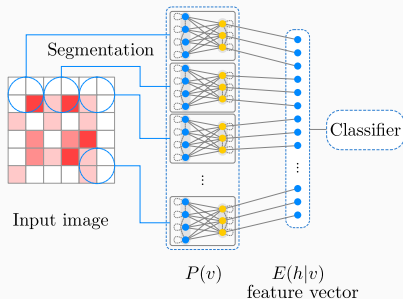 Segmentation
Classifier
Input image
P(v)
E(h|v)
feature vector